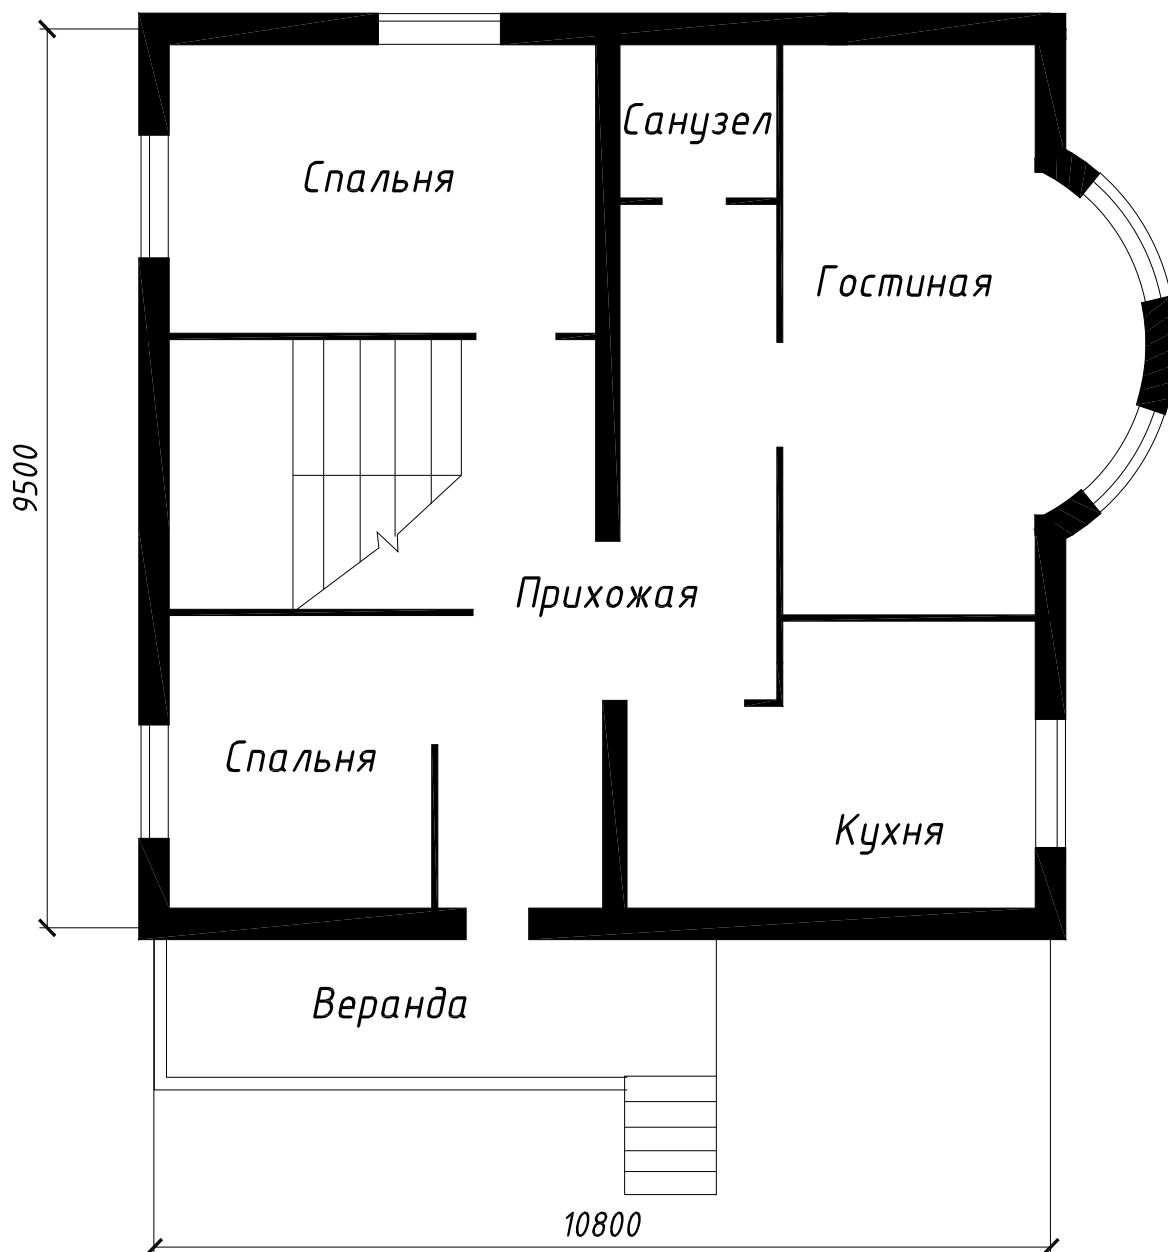 Санузел
Спальня
Гостиная
9500
Прихожая
Спальня
Кухня
Веранда
10800